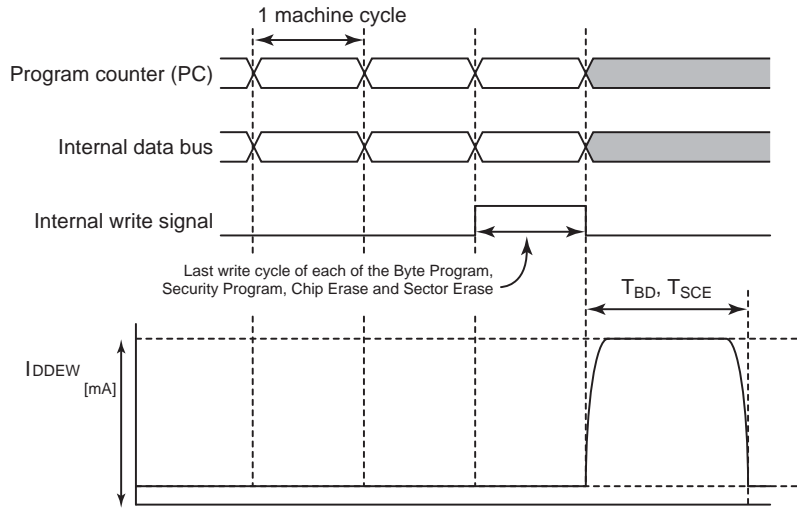 1 machine cycle
Program counter (PC)
Internal data bus
Internal write signal
Last write cycle of each of the Byte Program,
Security Program, Chip Erase and Sector Erase
TBD, TSCE
IDDEW
[mA]